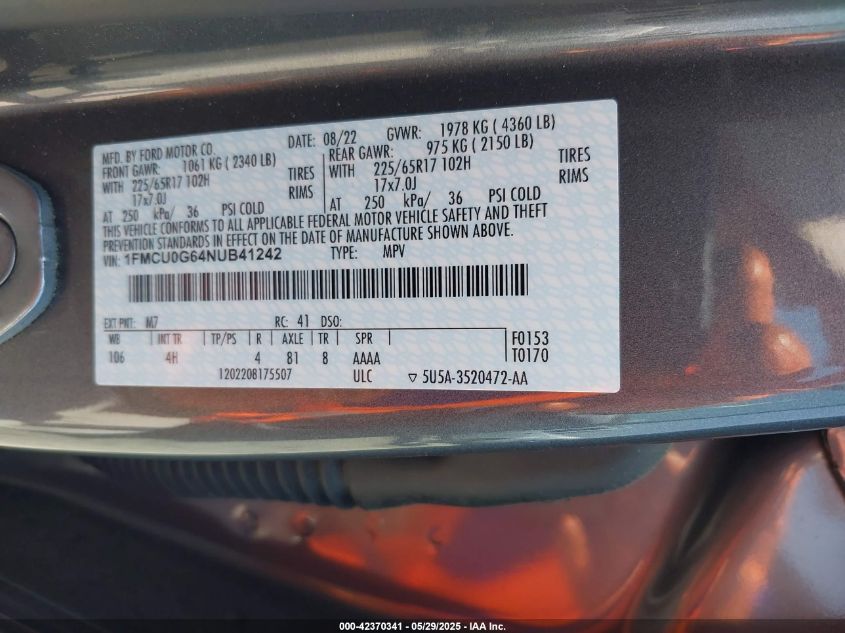 MFD. BY FORD MOTOR CO. DATE: 08/22 GVWR: 1978 KG ( 4360 LB)
FRONT GAWR: 1061 KG ( 2340 LB) REAR GAWR: 975 KG ( 2150 LB)
WITH 225/65R17 102H TIRES WITH 225/65R17 102H TIRES
17x7.0J RIMS 17x7.0J RIMS
AT 250 kPa/ 36 PSI COLD AT 250 kPa/ 36 PSI COLD
THIS VEHICLE CONFORMS TO ALL APPLICABLE FEDERAL MOTOR VEHICLE SAFETY AND THEFT
PREVENTION STANDARDS IN EFFECT ON THE DATE OF MANUFACTURE SHOWN ABOVE.
VIN: 1FMCU0G64NUB41242 TYPE: MPV
EXT PNT: M7 RC: 41 DSO:
WB INT TR TP/PS R AXLE TR SPR F0153
106 4H 4 81 8 AAAA T0170
1202208175507 ULC ▽ 5U5A-3520472-AA
000-42370341 — 05/29/2025 - IAA Inc.